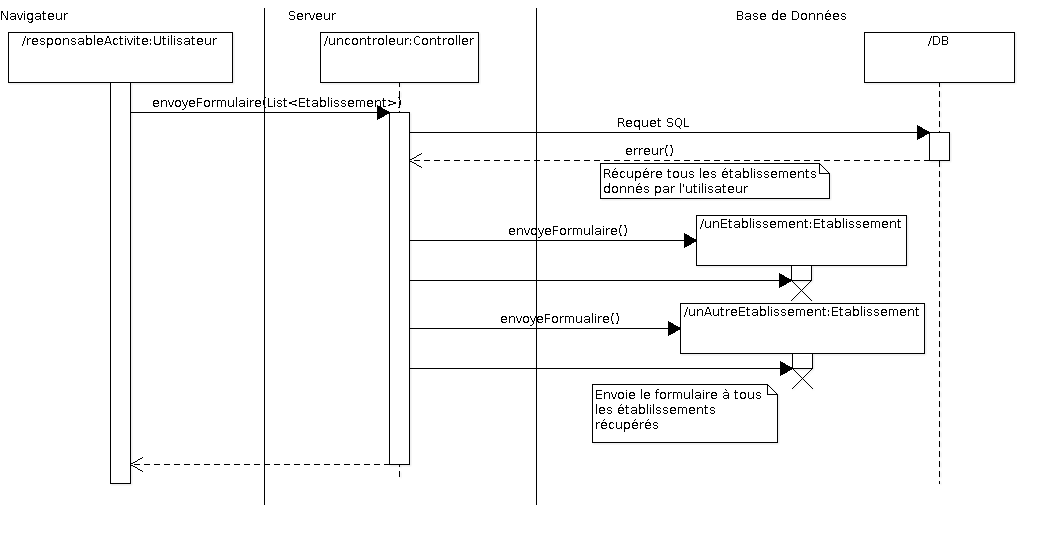 Navigateur
Serveur
Base de Données
/responsableActivite:Utilisateur
/uncontroleur:Controller
/DB
envoyeFormulaire(List<Etablissement>)
Requet SQL
erreur()
Récupére tous les établissements
donnés par l'utilisateur
/unEtablissement:Etablissement
envoyeFormulaire()
/unAutreEtablissement:Etablissement
envoyeFormualire()
Envoie le formulaire à tous
les établilssements
récupérés